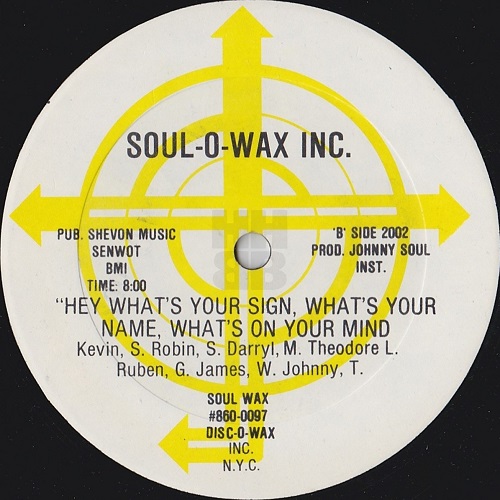 SOUL-O-WAX INC.
PUB. SHEVON MUSIC
SENWOT
BMI
TIME: 8:00
'B' SIDE 2002
PROD. JOHNNY SOUL
INST.
"HEY WHAT'S YOUR SIGN, WHAT'S YOUR
NAME, WHAT'S ON YOUR MIND
Kevin, S. Robin, S. Darryl, M. Theodore L.
Ruben, G. James, W. Johnny, T.
SOUL WAX
#860-0097
DISC-O-WAX
INC.
N.Y.C.